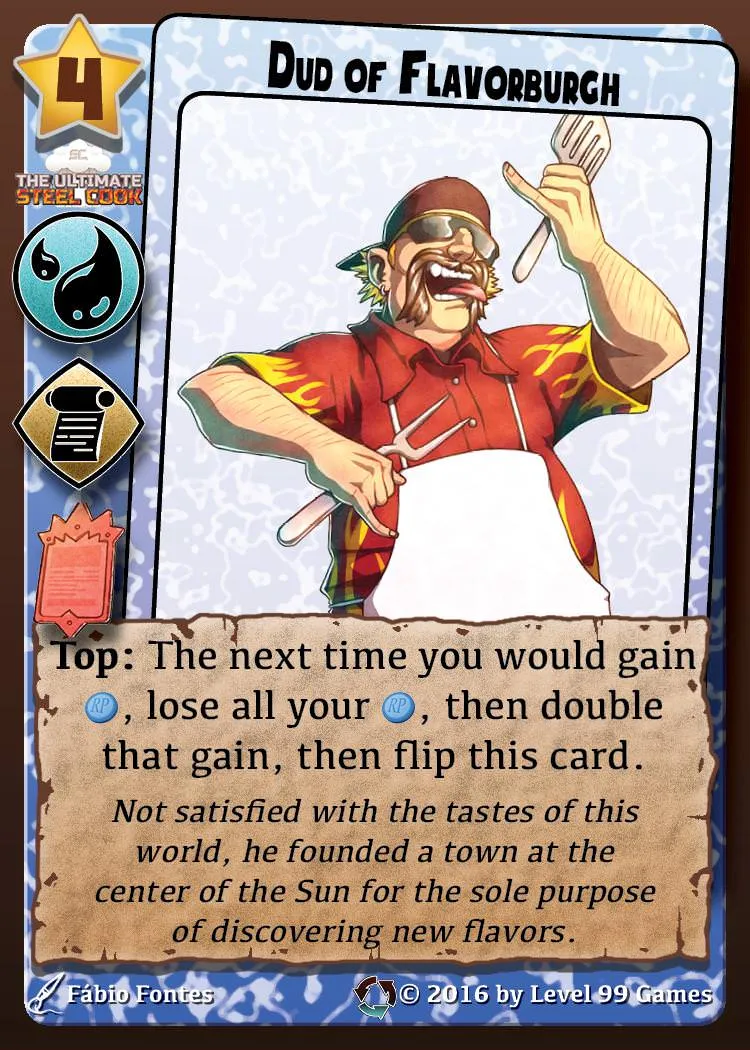 4
DUD OF FLAVORBURGH
SC
THE ULTIMATE
STEEL COOK
Top: The next time you would gain
RP, lose all your RP, then double
that gain, then flip this card.
Not satisfied with the tastes of this
world, he founded a town at the
center of the Sun for the sole purpose
of discovering new flavors.
Fábio Fontes
© 2016 by Level 99 Games